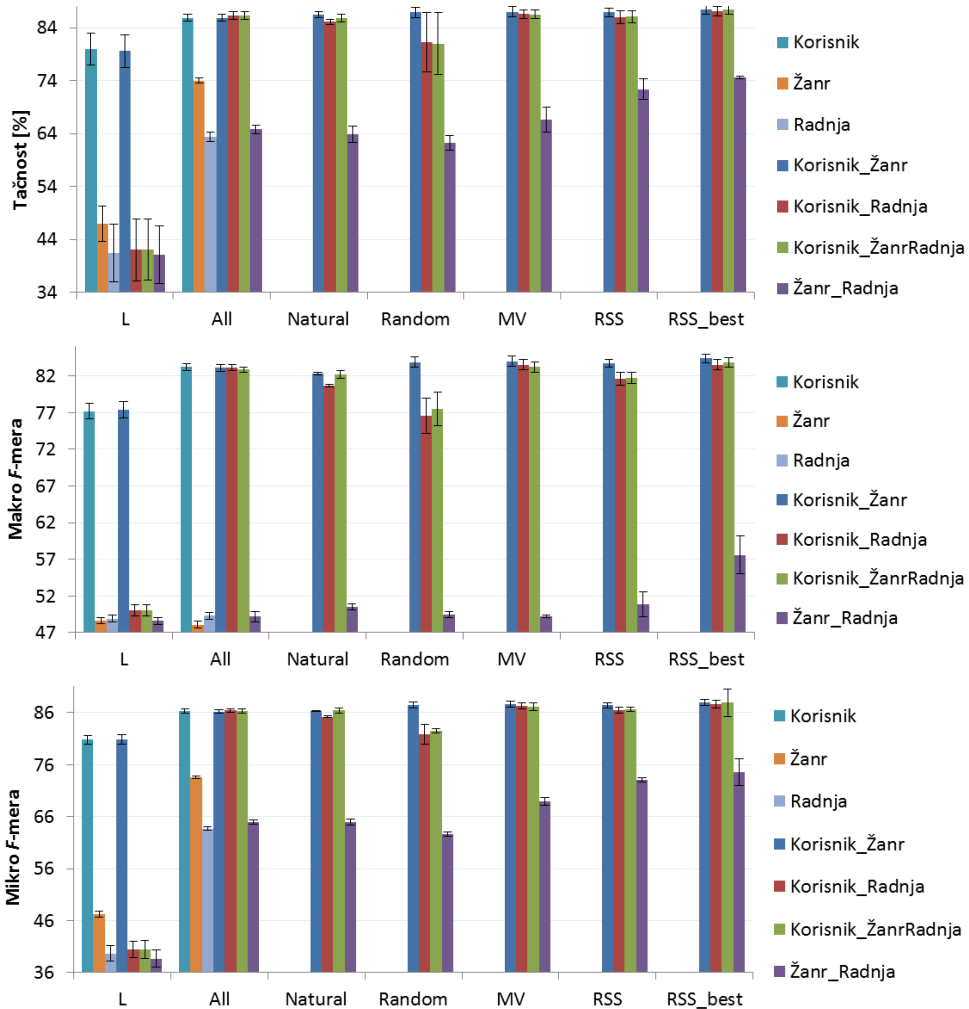 Tačnost [%]
84
74
64
54
44
34
L All Natural Random MV RSS RSS_best
Korisnik
Žanr
Radnja
Korisnik_Žanr
Korisnik_Radnja
Korisnik_ŽanrRadnja
Žanr_Radnja
Makro F-mera
82
77
72
67
62
57
52
47
L All Natural Random MV RSS RSS_best
Korisnik
Žanr
Radnja
Korisnik_Žanr
Korisnik_Radnja
Korisnik_ŽanrRadnja
Žanr_Radnja
Mikro F-mera
86
76
66
56
46
36
L All Natural Random MV RSS RSS_best
Korisnik
Žanr
Radnja
Korisnik_Žanr
Korisnik_Radnja
Korisnik_ŽanrRadnja
Žanr_Radnja